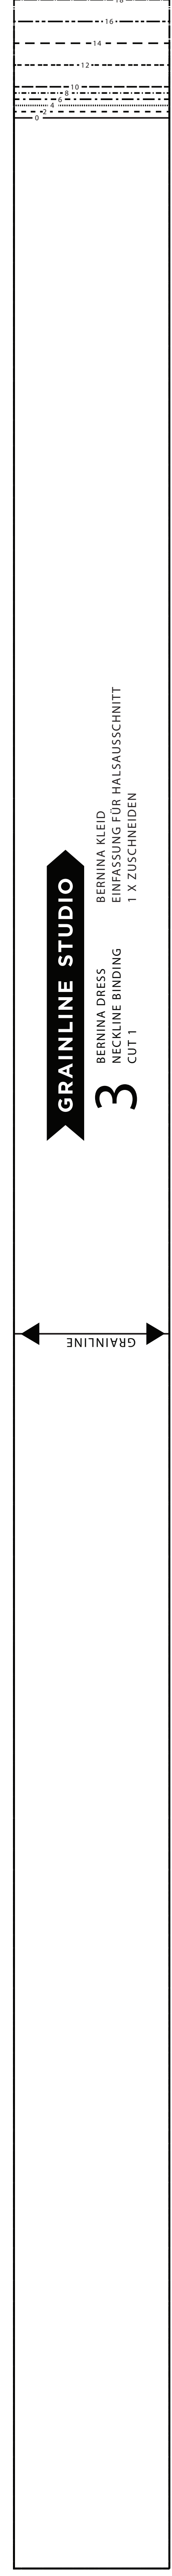 18
16
14
12
10
8
6
4
2
0
GRAINLINE STUDIO
3
BERNINA DRESS
NECKLINE BINDING
CUT 1
BERNINA KLEID
EINFASSUNG FÜR HALSAUSSCHNITT
1 X ZUSCHNEIDEN
GRAINLINE